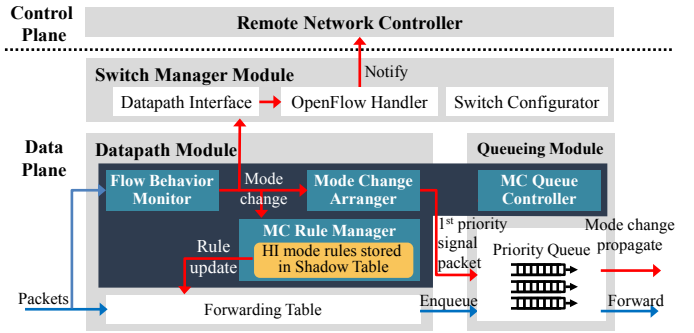 Control
Plane
Remote Network Controller
Notify
Switch Manager Module
Datapath Interface
OpenFlow Handler
Switch Configurator
Data
Plane
Datapath Module
Queueing Module
Flow Behavior
Monitor
Mode
change
Mode Change
Arranger
MC Queue
Controller
MC Rule Manager
HI mode rules stored
in Shadow Table
Rule
update
1st priority
signal
packet
Priority Queue
Mode change
propagate
Packets
Forwarding Table
Enqueue
Forward